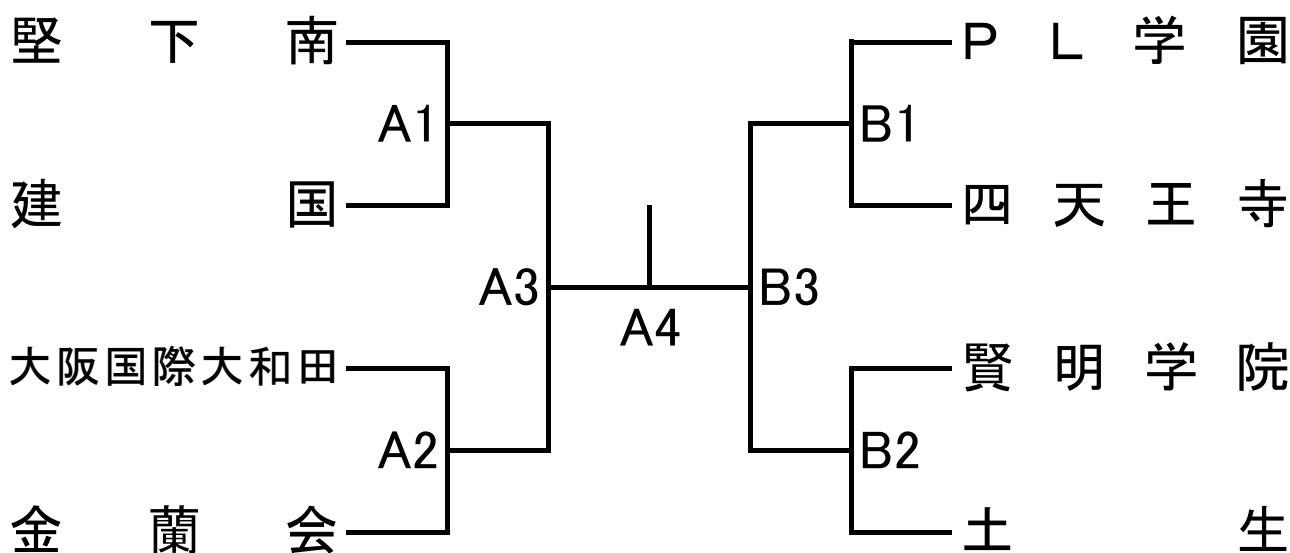 堅下南
PL学園
A1
B1
建国
四天王寺
A3
B3
A4
大阪国際大和田
賢明学院
A2
B2
金蘭会
土生